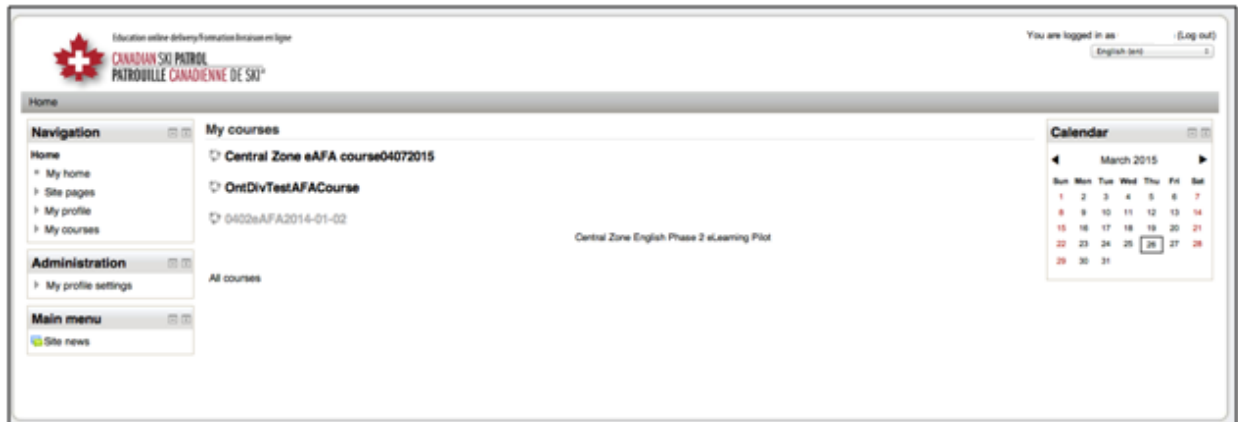 Education online delivery/Formation livraison en ligne
CANADIAN SKI PATROL
PATROUILLE CANADIENNE DE SKI
You are logged in as (Log out)
English (en)
Home
Navigation
Home
My home
Site pages
My profile
My courses
Administration
My profile settings
Main menu
Site news
My courses
Central Zone eAFA course04072015
OntDivTestAFACourse
0402eAFA2014-01-02
Central Zone English Phase 2 eLearning Pilot
All courses
Calendar
March 2015
Sun Mon Tue Wed Thu Fri Sat
1 2 3 4 5 6 7
8 9 10 11 12 13 14
15 16 17 18 19 20 21
22 23 24 25 26 27 28
29 30 31